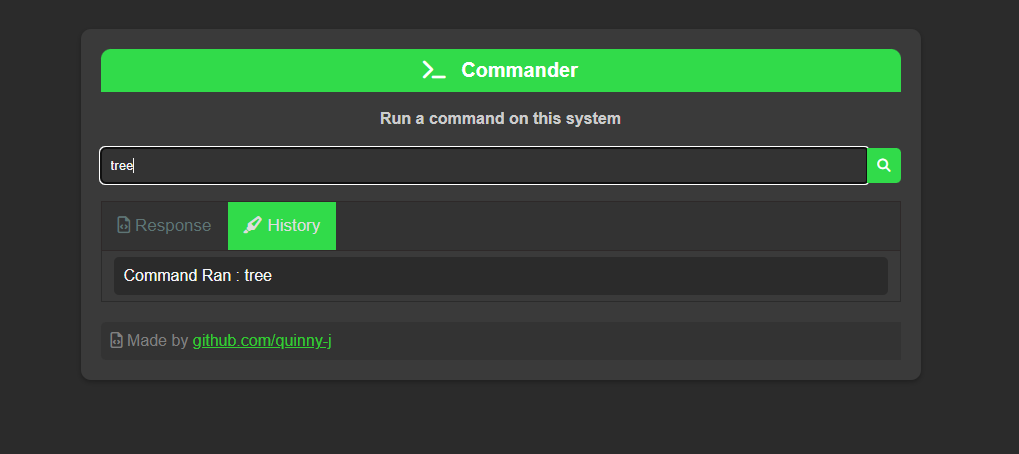 Commander
Run a command on this system
tree
Response
History
Command Ran : tree
Made by github.com/quinny-j